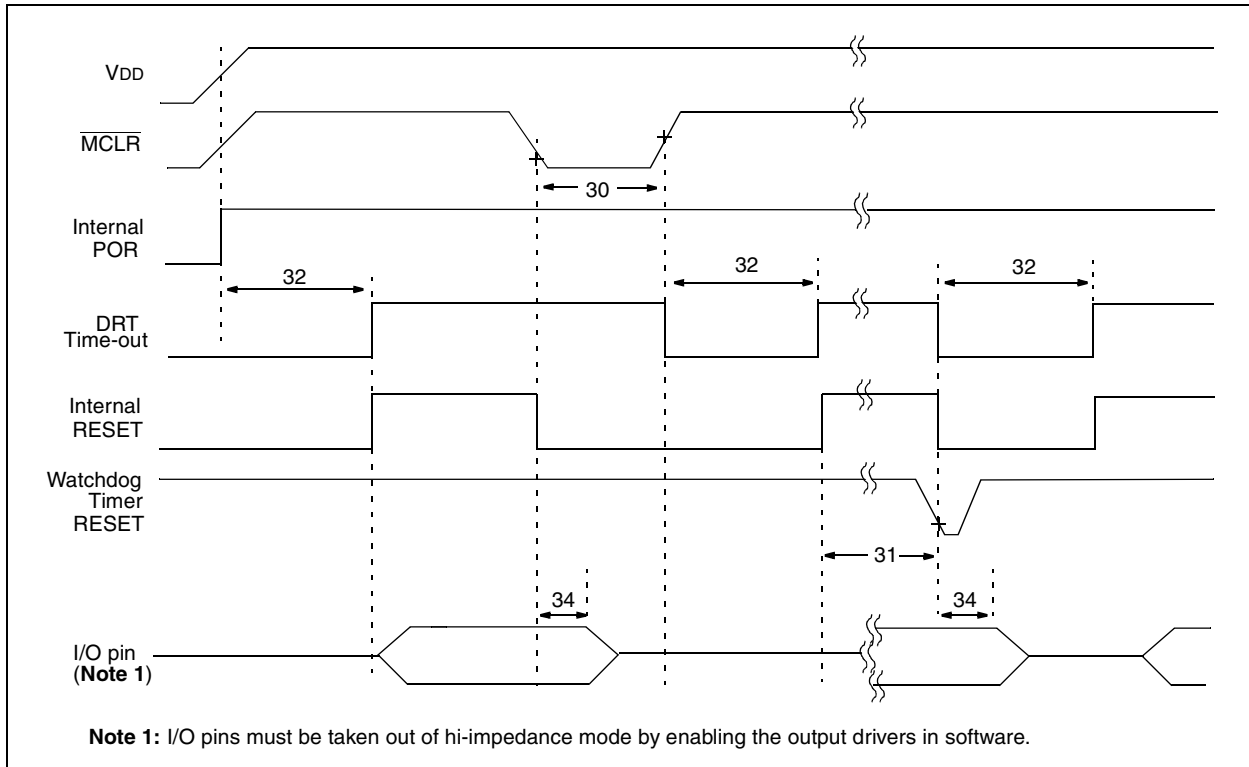 VDD
MCLR
30
Internal
POR
32
32
32
DRT
Time-out
Internal
RESET
Watchdog
Timer
RESET
31
34
34
I/O pin
(Note 1)
Note 1: I/O pins must be taken out of hi-impedance mode by enabling the output drivers in software.